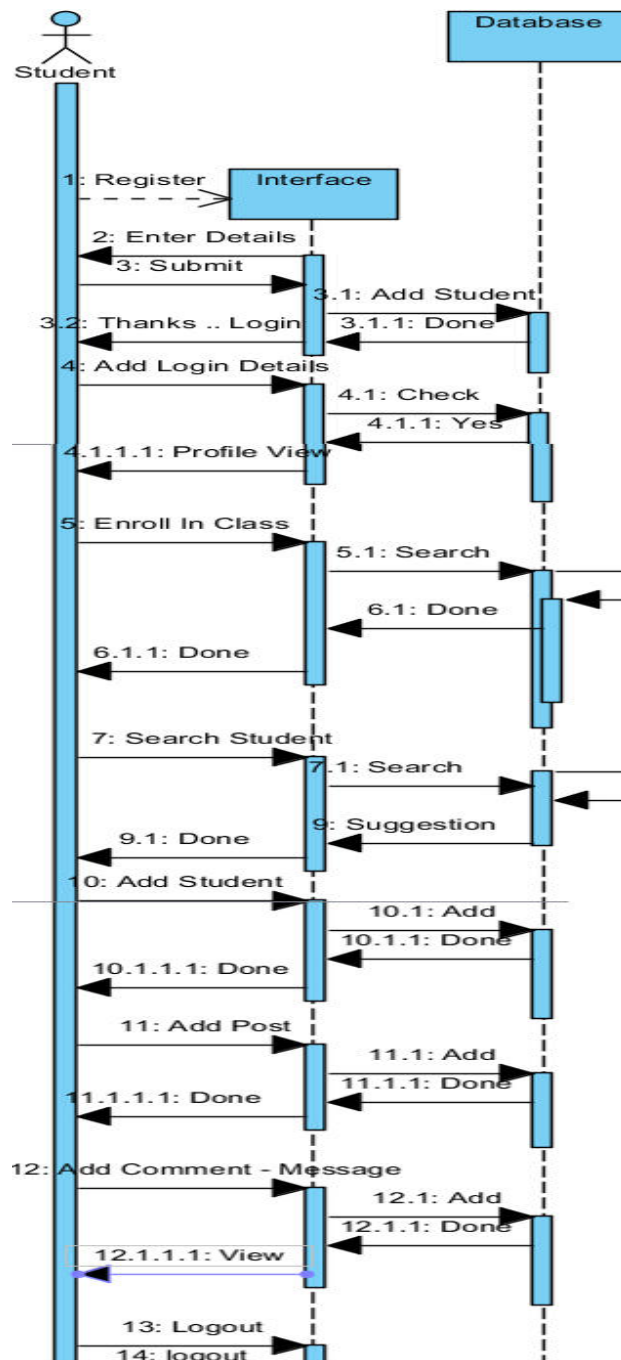 Database
Student
1: Register
Interface
2: Enter Details
3: Submit
3.1: Add Student
3.2: Thanks .. Login
3.1.1: Done
4: Add Login Details
4.1: Check
4.1.1: Yes
4.1.1.1: Profile View
5: Enroll In Class
5.1: Search
6.1: Done
6.1.1: Done
7: Search Student
7.1: Search
9: Suggestion
9.1: Done
10: Add Student
10.1: Add
10.1.1: Done
10.1.1.1: Done
11: Add Post
11.1: Add
11.1.1: Done
11.1.1.1: Done
12: Add Comment - Message
12.1: Add
12.1.1: Done
12.1.1.1: View
13: Logout
14: logout